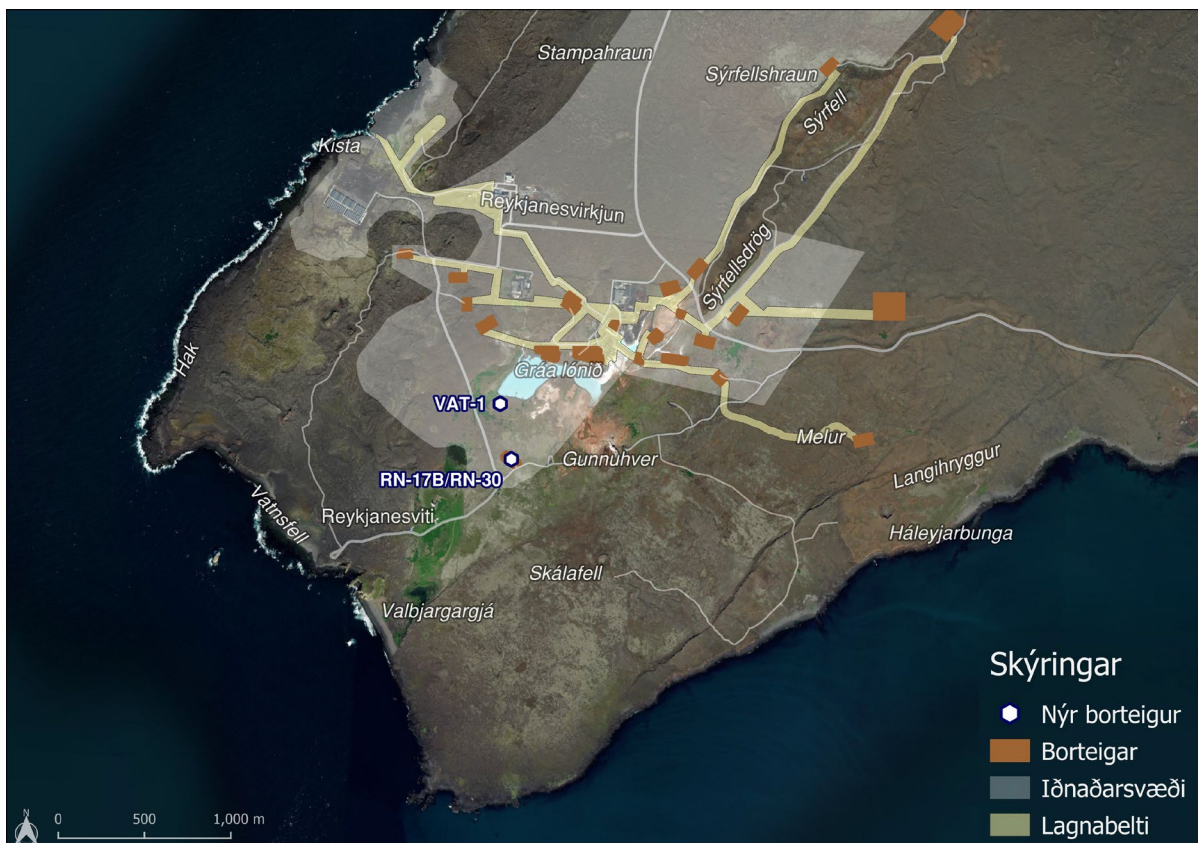 Stampahraun
Sýrfellshraun
Sýrfell
Kista
Reykjanesvirkjun
Sýrfellsdrög
Hak
Gráa lónið
VAT-1
Melur
Gunnuhver
Langihryggur
RN-17B/RN-30
Vatnsfell
Reykjanesviti
Háleyjarbunga
Skálafell
Valbjargargjá
Skýringar
Nýr borteigur
Borteigar
Iðnaðarsvæði
Lagnabelti
N
0 500 1,000 m